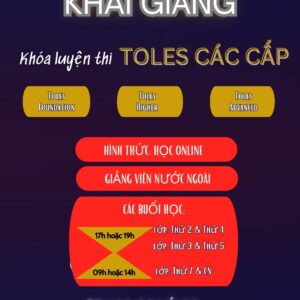 KHAI GIẢNG
Khóa luyện thi TOLES CÁC CẤP
TOLES FOUNDATION
TOLES HIGHER
TOLES ADVANCED
HÌNH THỨC: HỌC ONLINE
GIẢNG VIÊN NƯỚC NGOÀI
CÁC BUỔI HỌC:
17h hoặc 19h
LỚP: THỨ 2 & THỨ 4
LỚP: THỨ 3 & THỨ 5
09h hoặc 14h
LỚP: THỨ 7 & CN